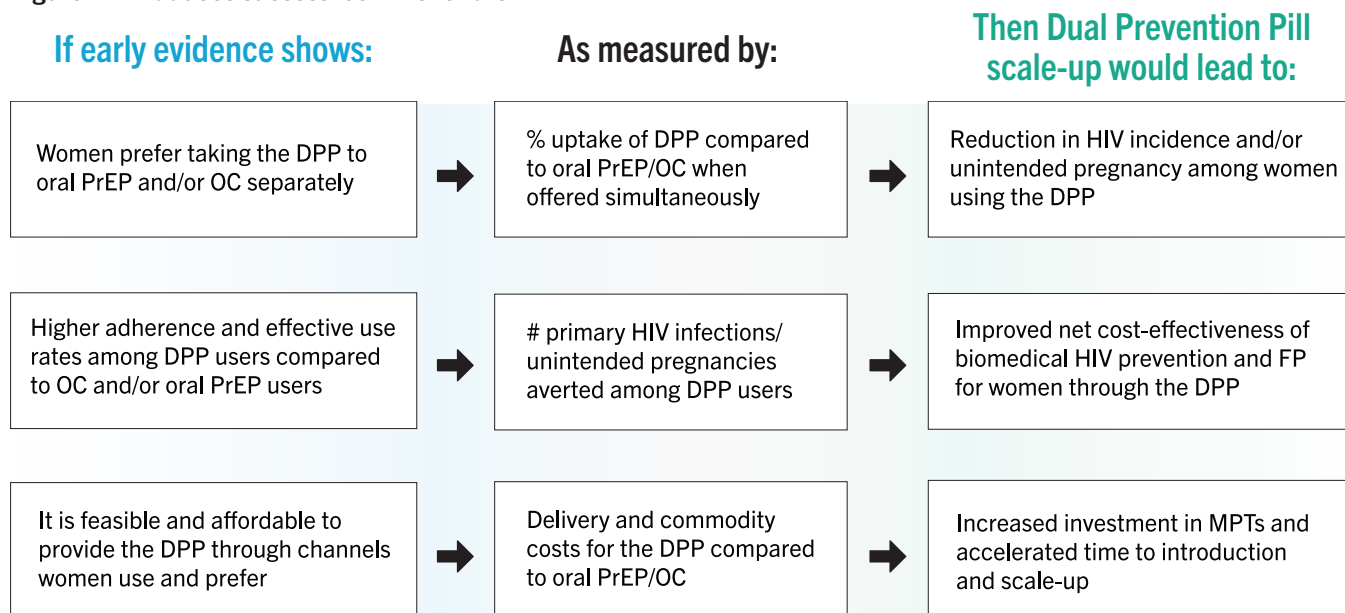 If early evidence shows:
As measured by:
Then Dual Prevention Pill
scale-up would lead to:
Women prefer taking the DPP to
oral PrEP and/or OC separately
% uptake of DPP compared
to oral PrEP/OC when
offered simultaneously
Reduction in HIV incidence and/or
unintended pregnancy among women
using the DPP
Higher adherence and effective use
rates among DPP users compared
to OC and/or oral PrEP users
# primary HIV infections/
unintended pregnancies
averted among DPP users
Improved net cost-effectiveness of
biomedical HIV prevention and FP
for women through the DPP
It is feasible and affordable to
provide the DPP through channels
women use and prefer
Delivery and commodity
costs for the DPP compared
to oral PrEP/OC
Increased investment in MPTs and
accelerated time to introduction
and scale-up